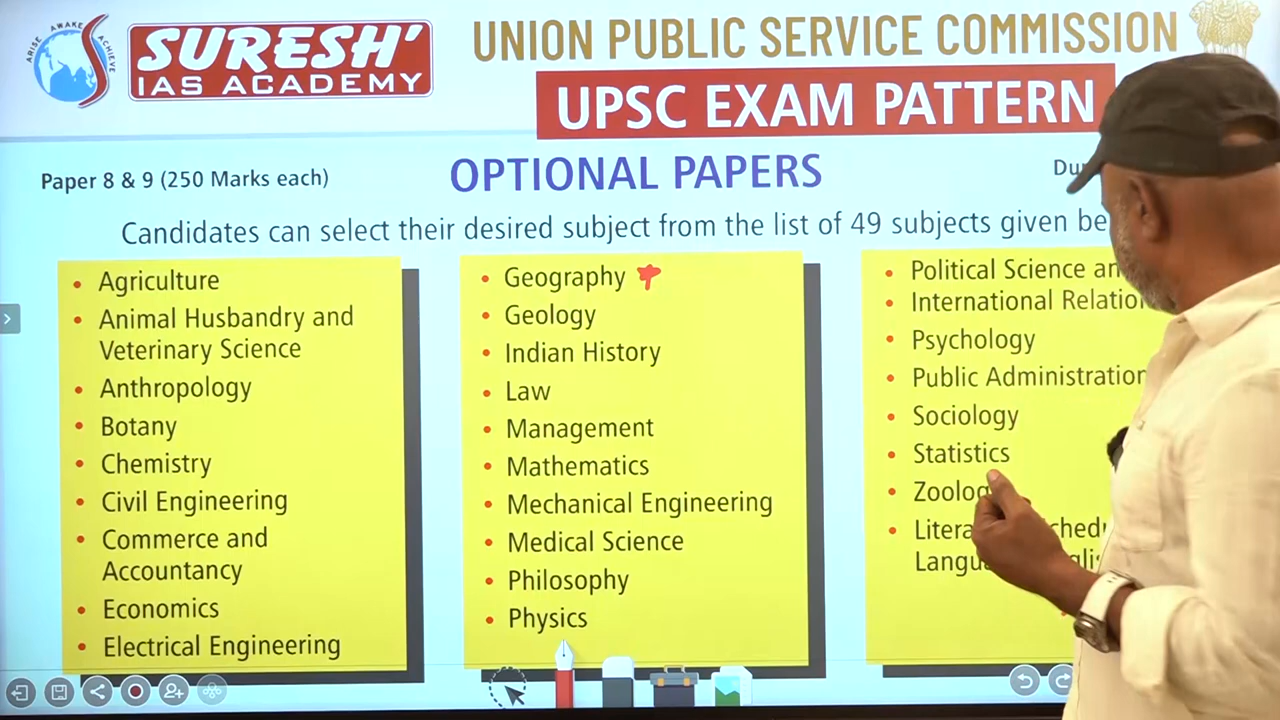 ARISE AWAKE ACHIEVE
SURESH'
IAS ACADEMY
UNION PUBLIC SERVICE COMMISSION
UPSC EXAM PATTERN
Paper 8 & 9 (250 Marks each)
OPTIONAL PAPERS
Candidates can select their desired subject from the list of 49 subjects given
• Agriculture
• Animal Husbandry and
Veterinary Science
• Anthropology
• Botany
• Chemistry
• Civil Engineering
• Commerce and
Accountancy
• Economics
• Electrical Engineering
• Geography
• Geology
• Indian History
• Law
• Management
• Mathematics
• Mechanical Engineering
• Medical Science
• Philosophy
• Physics
• Political Science
• International
• Psychology
• Public Administration
• Sociology
• Statistics
•
•